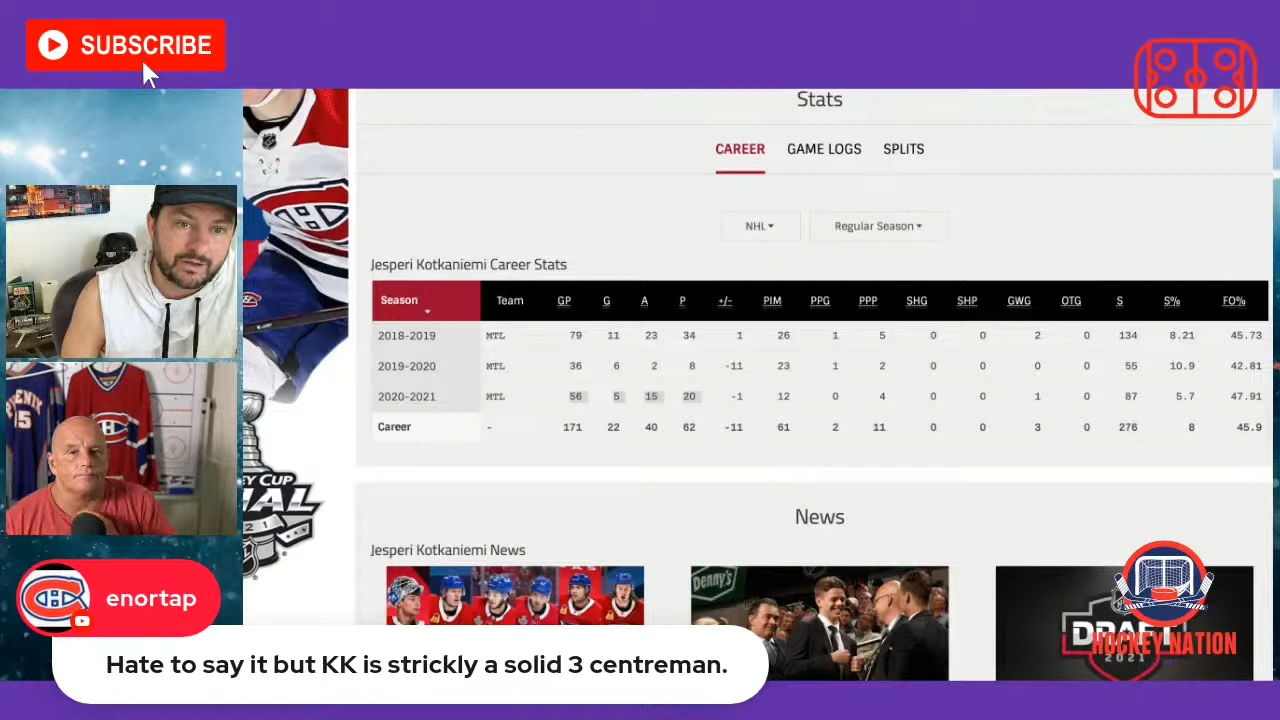 SUBSCRIBE
Stats
CAREER GAME LOGS SPLITS
NHL Regular Season
Jesperi Kotkaniemi Career Stats
Season Team GP G A P +/- PIM PPG PPP SHG SHP GWG OTG S S% FO%
2018-2019 MTL 79 11 23 34 1 26 1 5 0 0 2 0 134 8.21 45.73
2019-2020 MTL 36 6 2 8 -11 23 1 2 0 0 0 0 55 10.9 42.81
2020-2021 MTL 56 5 15 20 -1 12 0 4 0 0 1 0 87 5.7 47.91
Career - 171 22 40 62 -11 61 2 11 0 0 3 0 276 8 45.9
News
Jesperi Kotkaniemi News
Denny's
DRAFT
2021
HOCKEY NATION
enortap
Hate to say it but KK is strickly a solid 3 centreman.